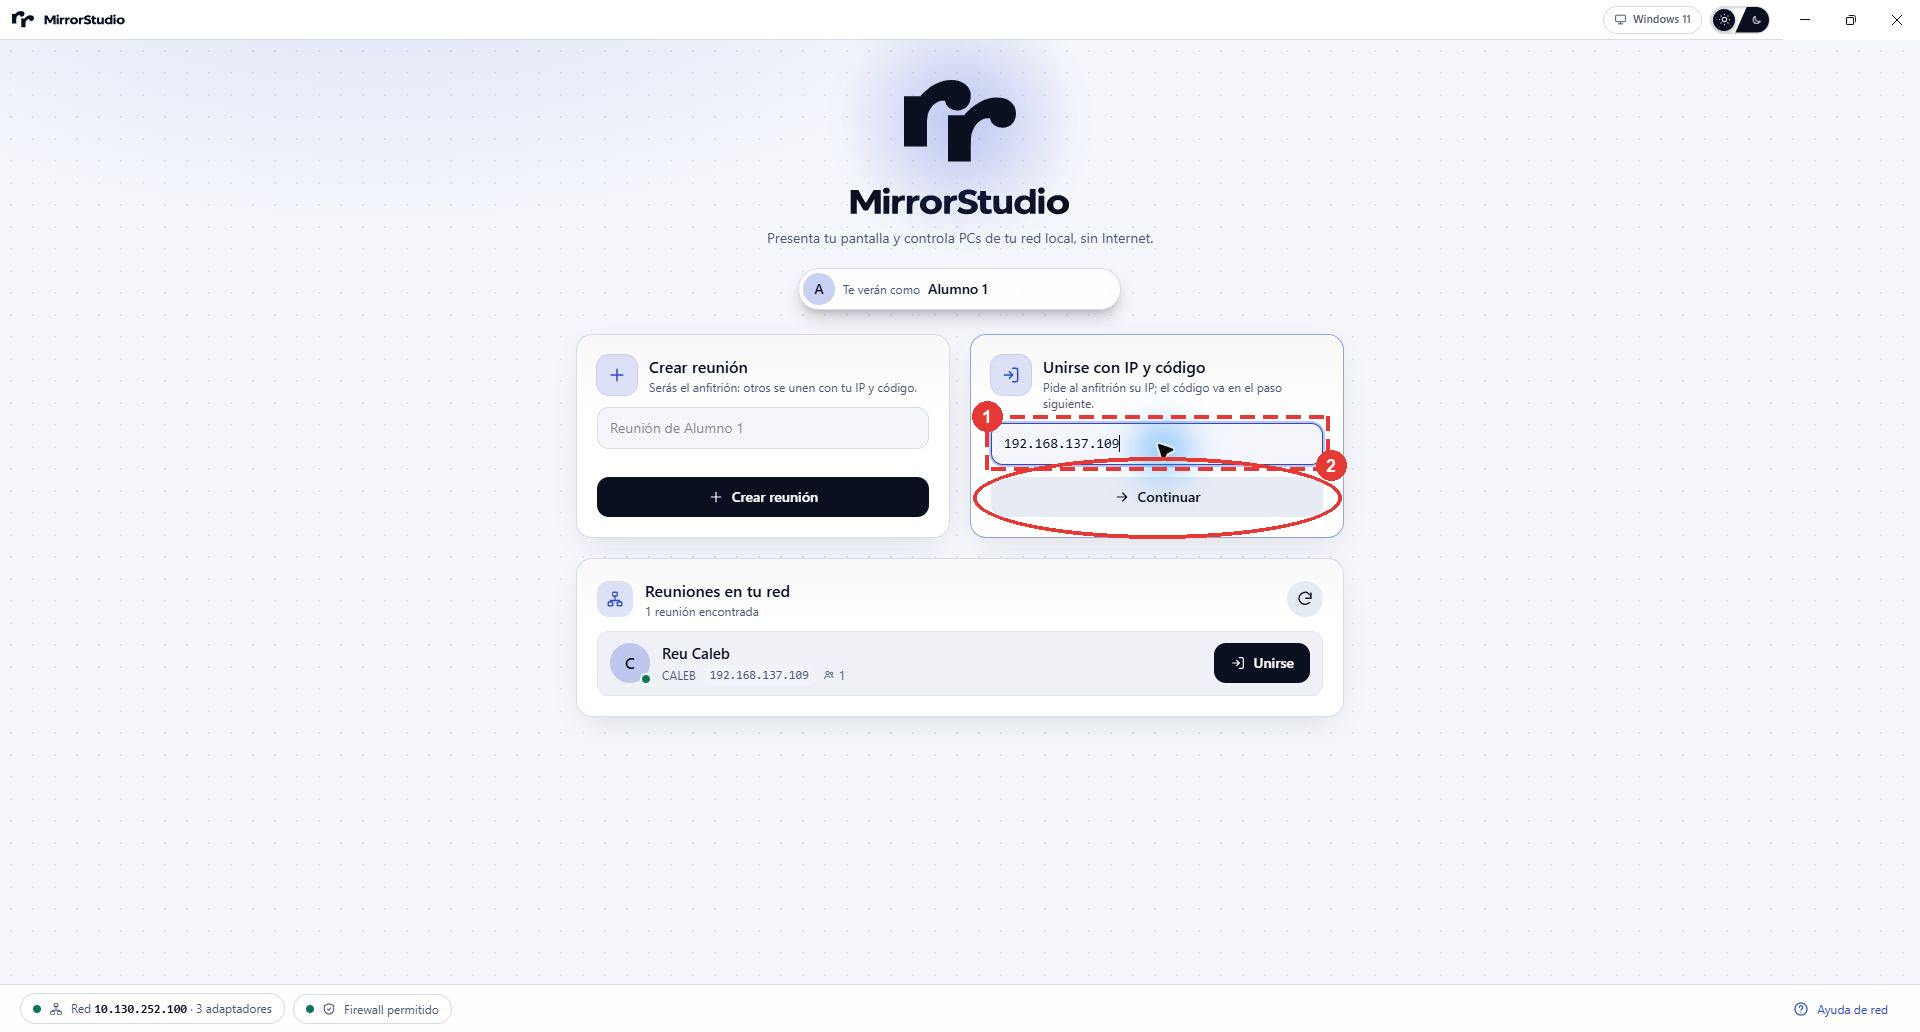 MirrorStudio
Windows 11
MirrorStudio
Presenta tu pantalla y controla PCs de tu red local, sin Internet.
A Te verán como Alumno 1
Crear reunión
Serás el anfitrión: otros se unen con tu IP y código.
Reunión de Alumno 1
Crear reunión
Unirse con IP y código
Pide al anfitrión su IP; el código va en el paso
siguiente.
1
192.168.137.109
2
Continuar
Reuniones en tu red
1 reunión encontrada
C
Reu Caleb
CALEB 192.168.137.109 1
Unirse
Red 10.130.252.100 · 3 adaptadores
Firewall permitido
Ayuda de red